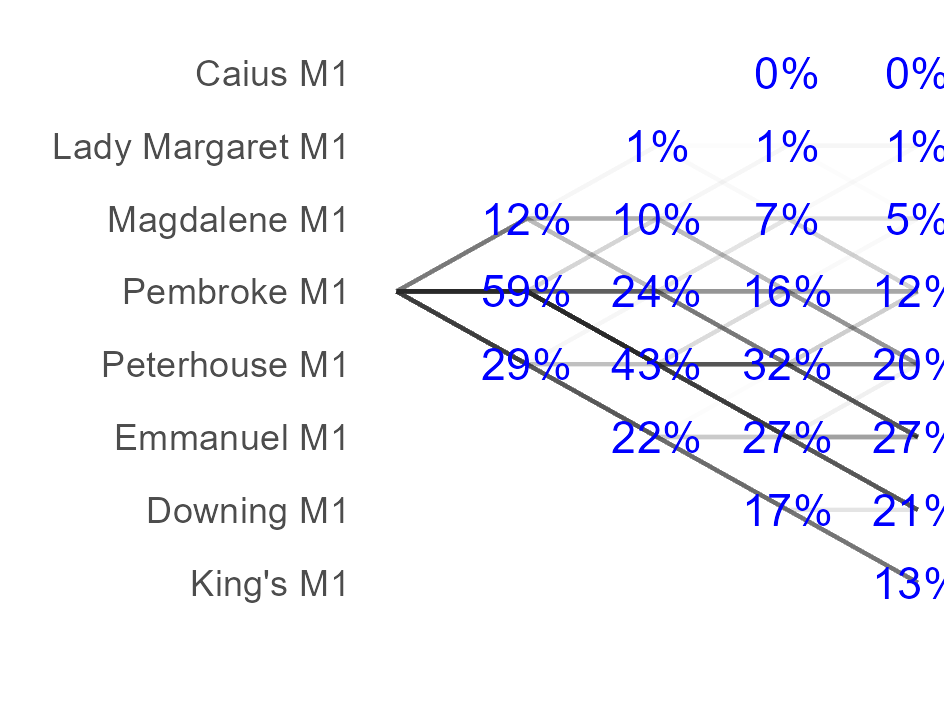 Caius M1 0% 0%
Lady Margaret M1 1% 1% 1%
Magdalene M1 12% 10% 7% 5%
Pembroke M1 59% 24% 16% 12%
Peterhouse M1 29% 43% 32% 20%
Emmanuel M1 22% 27% 27%
Downing M1 17% 21%
King's M1 13%